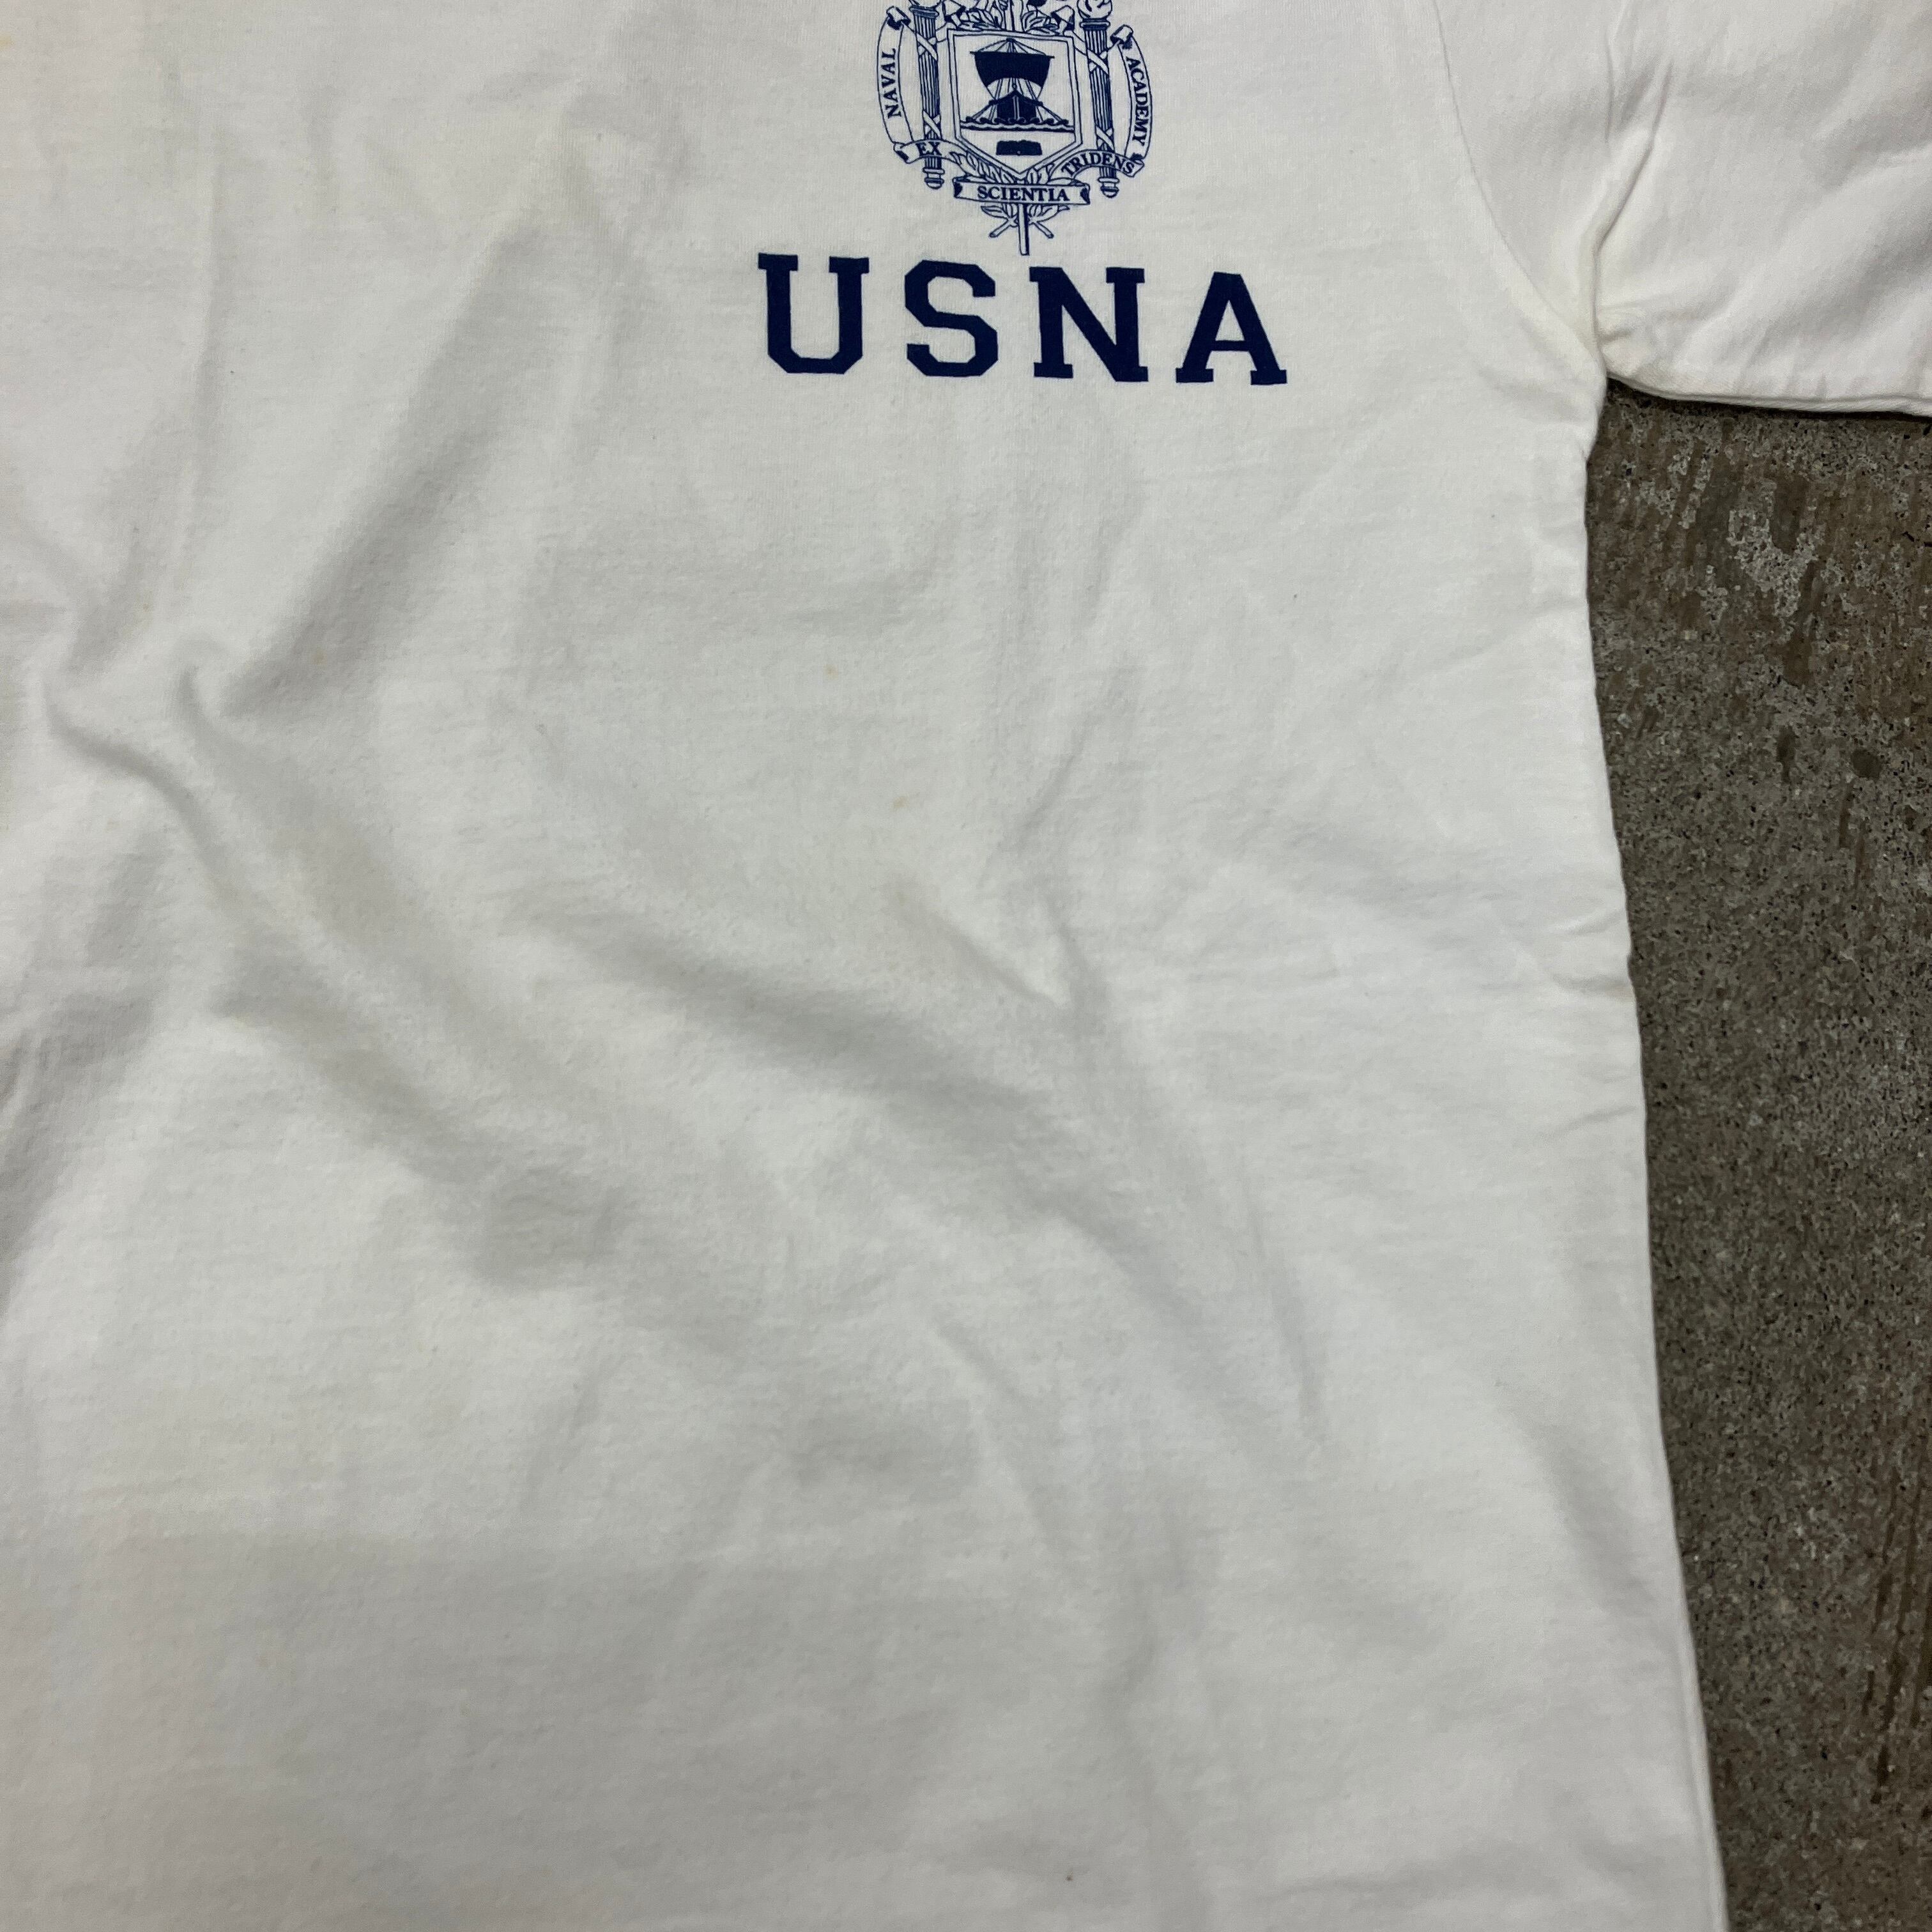 NAVAL ACADEMY
EX TRIDENS
SCIENTIA
USNA